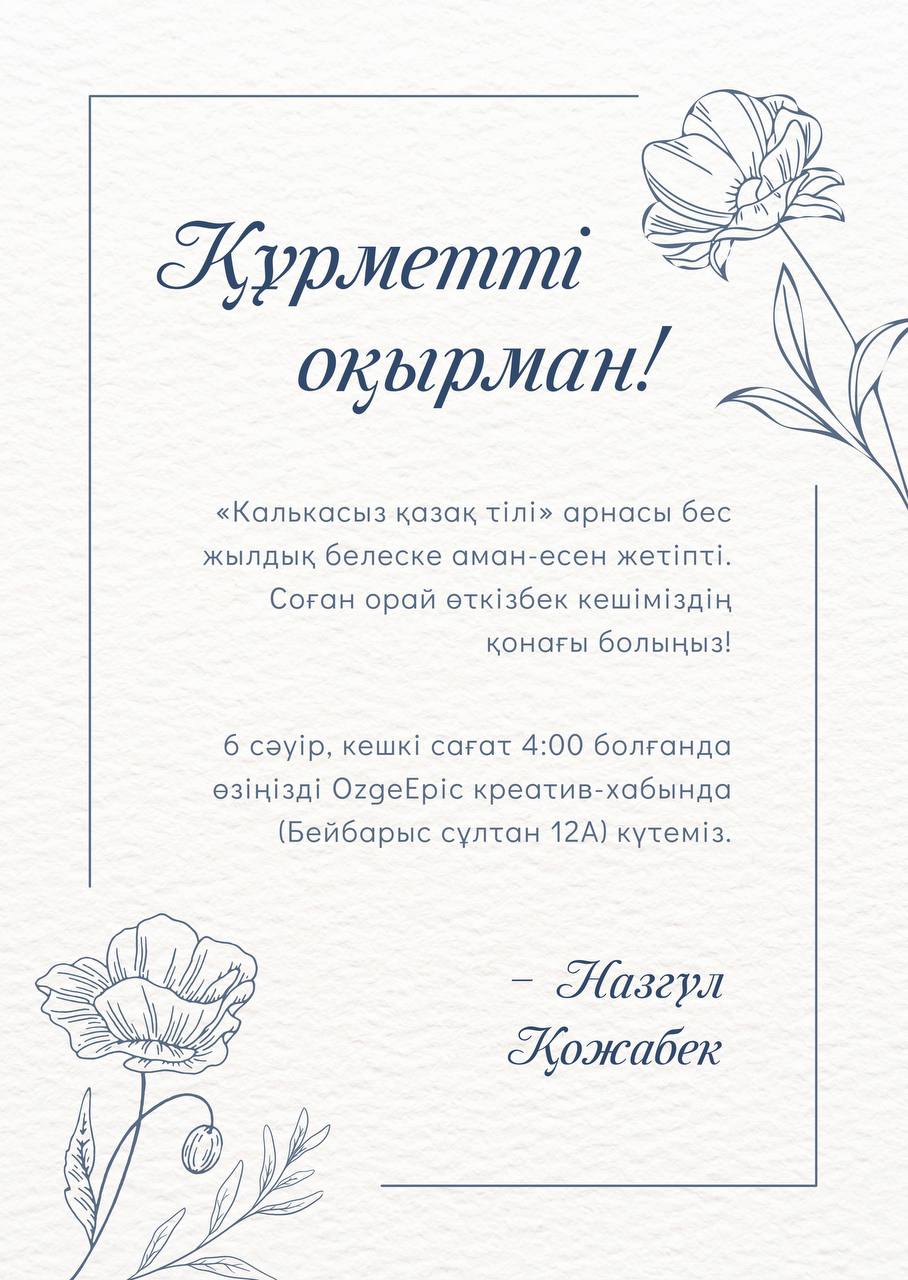 Құрметті
оқырман!
«Калькасыз қазақ тілі» арнасы бес
жылдық белеске аман-есен жетіпті.
Соған орай өткізбек кешіміздің
қонағы болыңыз!
6 сәуір, кешкі сағат 4:00 болғанда
өзіңізді OzgeEpic креатив-хабында
(Бейбарыс сұлтан 12А) күтеміз.
– Назгүл
Қожабек